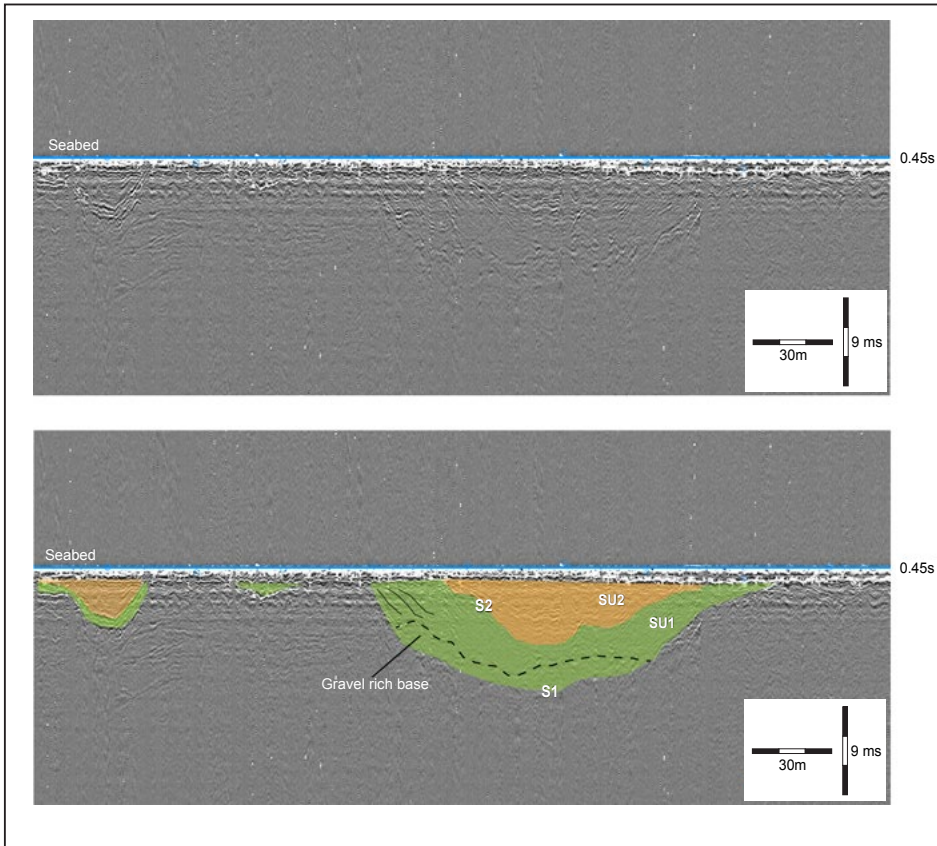 Seabed
0.45s
9 ms
30m
Seabed
0.45s
S2
SU2
SU1
Gravel rich base
S1
9 ms
30m